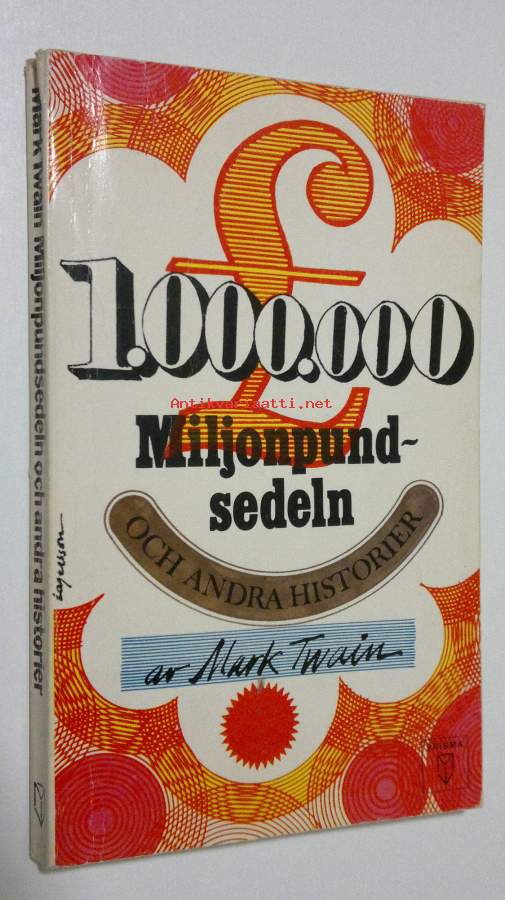 Mark Twain Miljonpundsedeln och andra historier
£
1.000.000
Antikvariaatti.net
Miljonpund-
sedeln
OCH ANDRA HISTORIER
av Mark Twain
PRISMA